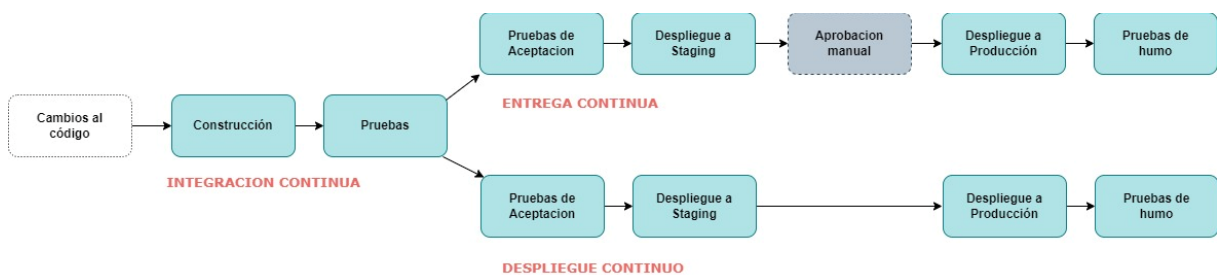 Pruebas de
Aceptacion
Despliegue a
Staging
Aprobacion
manual
Despliegue a
Producción
Pruebas de
humo
ENTREGA CONTINUA
Cambios al
código
Construcción
Pruebas
INTEGRACION CONTINUA
Pruebas de
Aceptacion
Despliegue a
Staging
Despliegue a
Producción
Pruebas de
humo
DESPLIEGUE CONTINUO